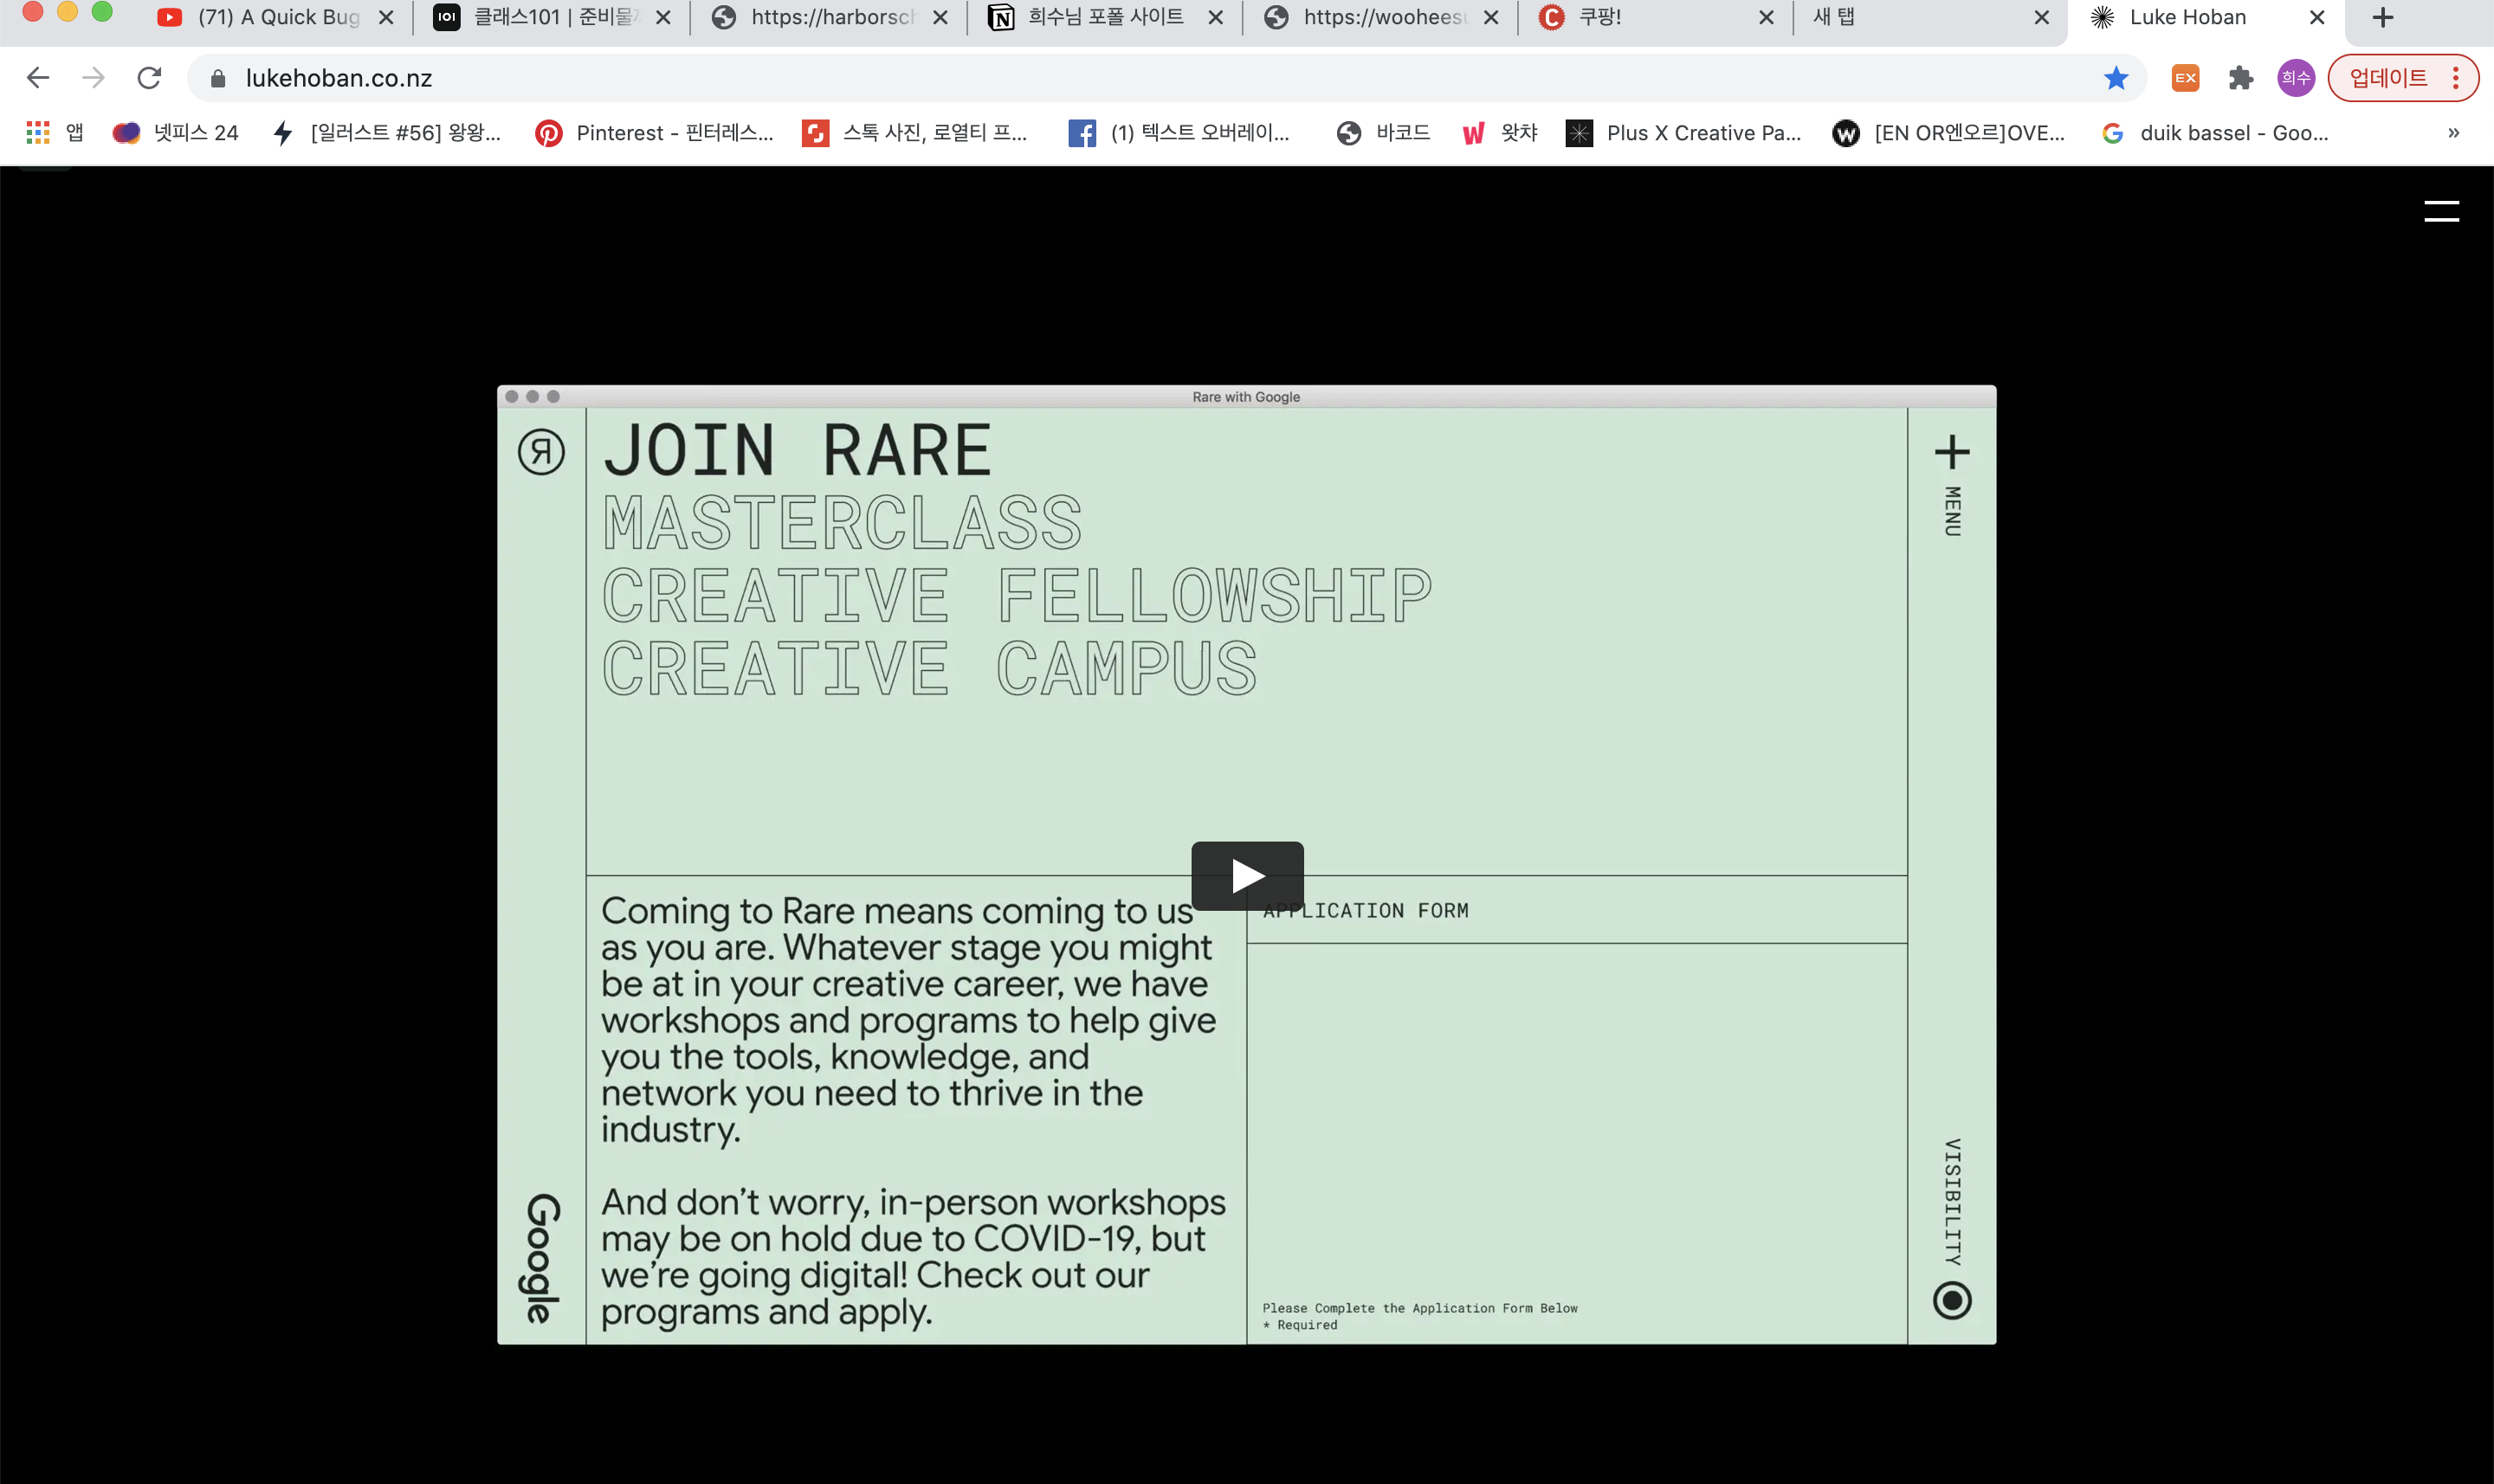 (71) A Quick Bug
클래스101 | 준비물
https://harborsch
희수님 포폴 사이트
https://wooheesu
쿠팡!
새 탭
Luke Hoban
lukehoban.co.nz
EX
희수
업데이트
앱
넷피스 24
[일러스트 #56] 왕왕...
Pinterest - 핀터레스...
스톡 사진, 로열티 프...
(1) 텍스트 오버레이...
바코드
왓챠
Plus X Creative Pa...
[EN OR엔오르]OVE...
duik bassel - Goo...
»
Rare with Google
JOIN RARE
MASTERCLASS
CREATIVE FELLOWSHIP
CREATIVE CAMPUS
MENU
Coming to Rare means coming to us
as you are. Whatever stage you might
be at in your creative career, we have
workshops and programs to help give
you the tools, knowledge, and
network you need to thrive in the
industry.
And don’t worry, in-person workshops
may be on hold due to COVID-19, but
we’re going digital! Check out our
programs and apply.
APPLICATION FORM
Please Complete the Application Form Below
* Required
VISIBILITY
Google